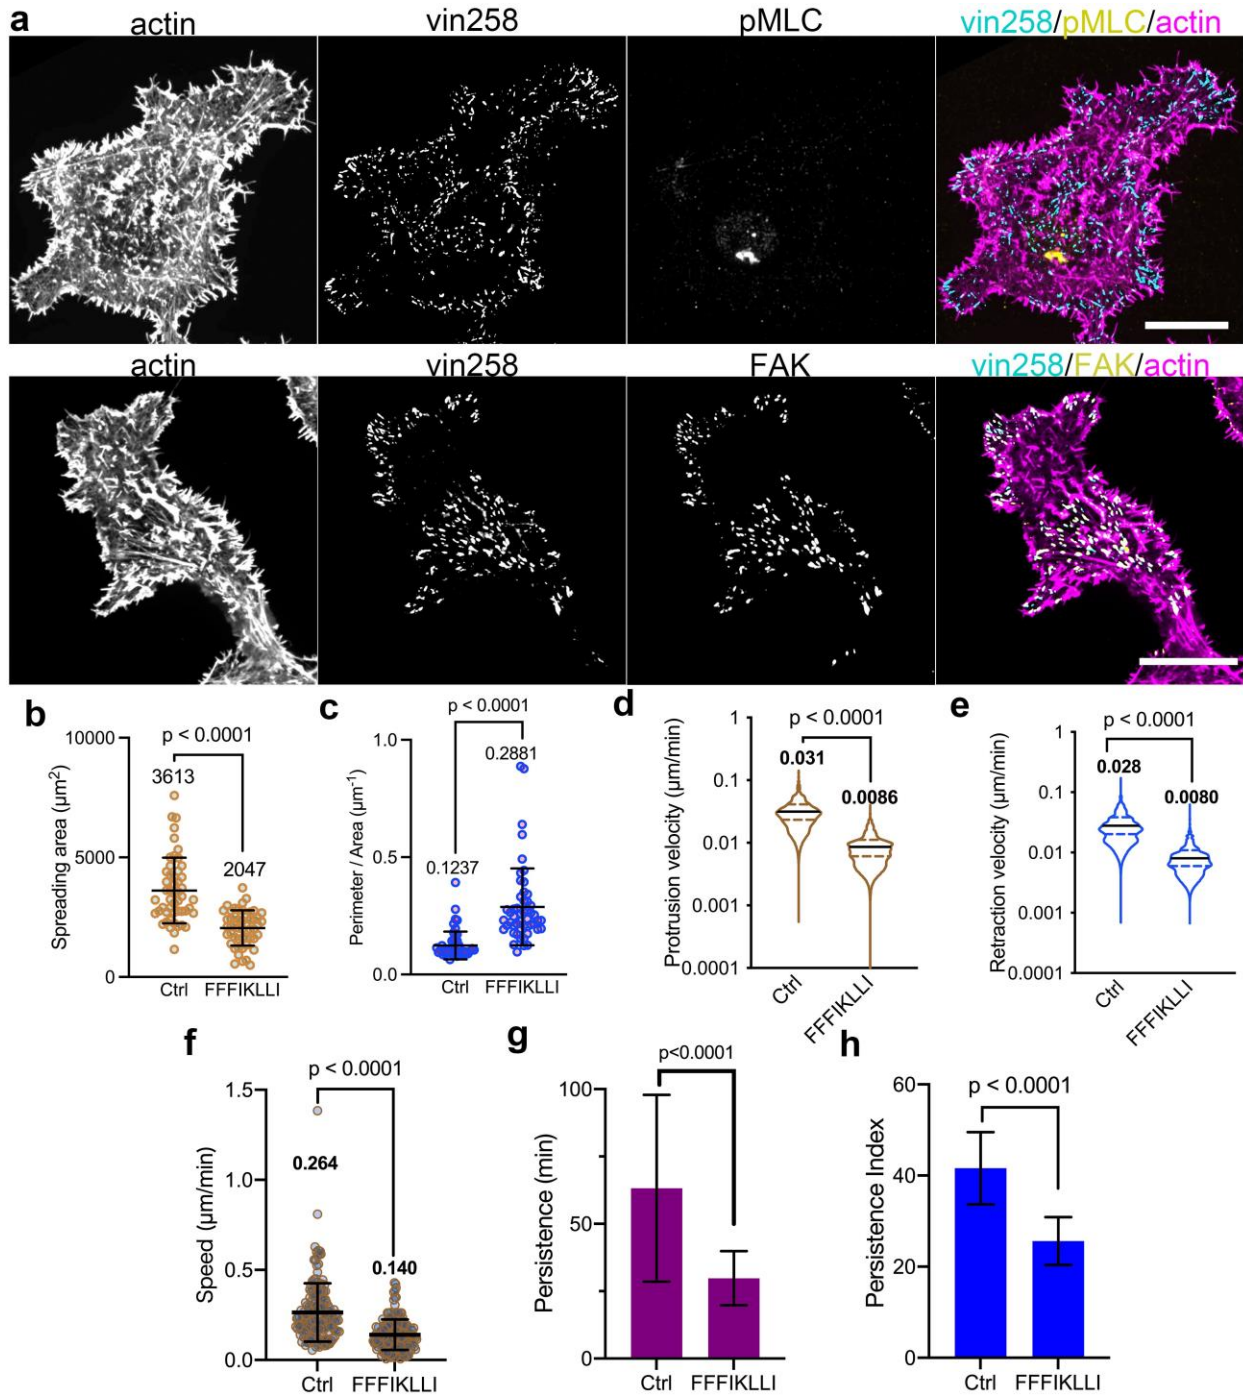 a
actin vin258 pMLC vin258/pMLC/actin
actin vin258 FAK vin258/FAK/actin
b
p < 0.0001
Spreading area (µm²)
10000
5000
0
3613
2047
Ctrl FFFIKLLI
c
p < 0.0001
Perimeter / Area (µm⁻¹)
1.0
0.5
0.0
0.1237
0.2881
Ctrl FFFIKLLI
d
p < 0.0001
Protrusion velocity (µm/min)
1
0.1
0.01
0.001
0.0001
0.031
0.0086
Ctrl
FFFIKLLI
e
p < 0.0001
Retraction velocity (µm/min)
1
0.1
0.01
0.001
0.0001
0.028
0.0080
Ctrl
FFFIKLLI
f
p < 0.0001
Speed (µm/min)
1.5
1.0
0.5
0.0
0.264
0.140
Ctrl FFFIKLLI
g
p<0.0001
Persistence (min)
100
50
0
Ctrl FFFIKLLI
h
p < 0.0001
Persistence Index
60
40
20
0
Ctrl FFFIKLLI